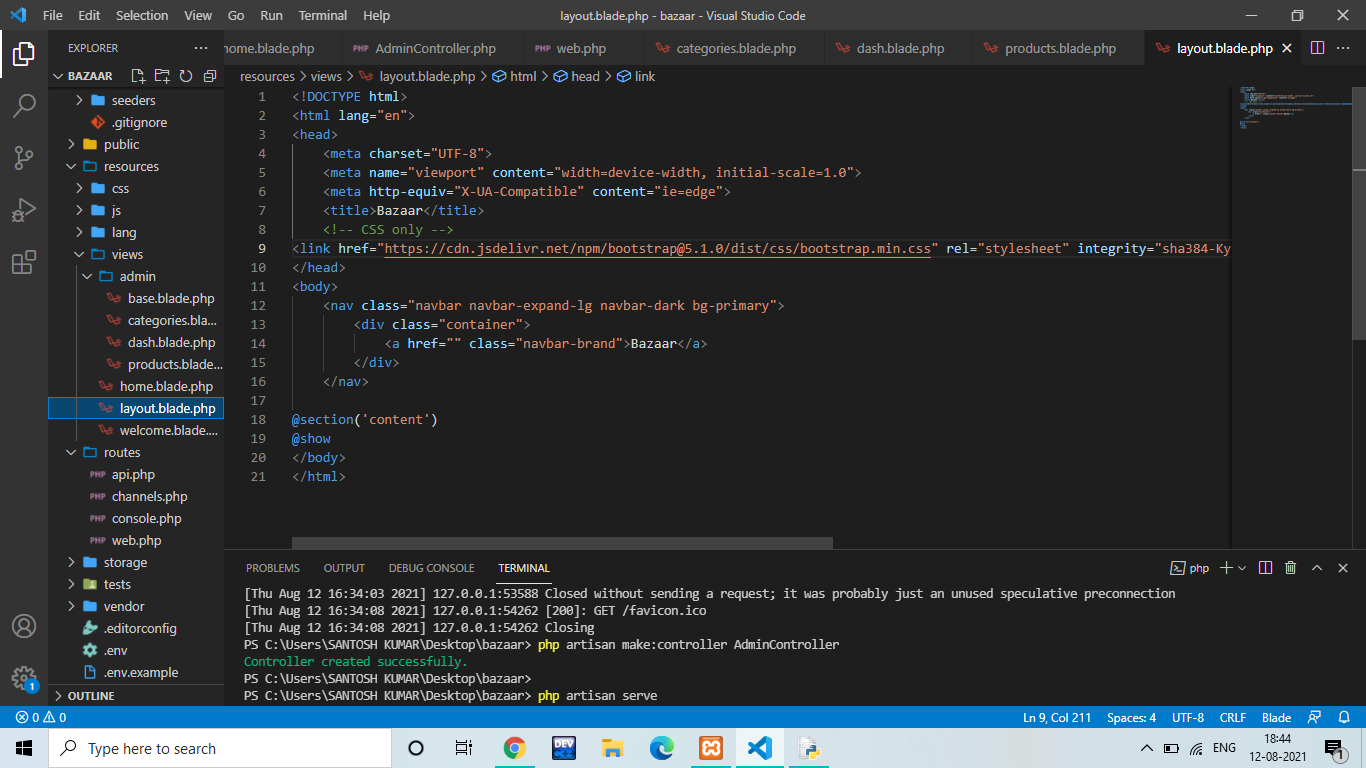 File Edit Selection View Go Run Terminal Help
layout.blade.php - bazaar - Visual Studio Code
EXPLORER ...
home.blade.php
PHP AdminController.php
PHP web.php
categories.blade.php
dash.blade.php
products.blade.php
layout.blade.php
BAZAAR
seeders
.gitignore
public
resources
css
js
lang
views
admin
base.blade.php
categories.bla...
dash.blade.php
products.blade...
home.blade.php
layout.blade.php
welcome.blade....
routes
PHP api.php
PHP channels.php
PHP console.php
PHP web.php
storage
tests
vendor
.editorconfig
.env
.env.example
OUTLINE
resources > views > layout.blade.php > html > head > link
1 <!DOCTYPE html>
2 <html lang="en">
3 <head>
4 <meta charset="UTF-8">
5 <meta name="viewport" content="width=device-width, initial-scale=1.0">
6 <meta http-equiv="X-UA-Compatible" content="ie=edge">
7 <title>Bazaar</title>
8 <!-- CSS only -->
9 <link href="https://cdn.jsdelivr.net/npm/bootstrap@5.1.0/dist/css/bootstrap.min.css" rel="stylesheet" integrity="sha384-Ky
10 </head>
11 <body>
12 <nav class="navbar navbar-expand-lg navbar-dark bg-primary">
13 <div class="container">
14 <a href="" class="navbar-brand">Bazaar</a>
15 </div>
16 </nav>
17
18 @section('content')
19 @show
20 </body>
21 </html>
PROBLEMS OUTPUT DEBUG CONSOLE TERMINAL
php
[Thu Aug 12 16:34:03 2021] 127.0.0.1:53588 Closed without sending a request; it was probably just an unused speculative preconnection
[Thu Aug 12 16:34:08 2021] 127.0.0.1:54262 [200]: GET /favicon.ico
[Thu Aug 12 16:34:08 2021] 127.0.0.1:54262 Closing
PS C:\Users\SANTOSH KUMAR\Desktop\bazaar> php artisan make:controller AdminController
Controller created successfully.
PS C:\Users\SANTOSH KUMAR\Desktop\bazaar>
PS C:\Users\SANTOSH KUMAR\Desktop\bazaar> php artisan serve
1
0 0
Ln 9, Col 211 Spaces: 4 UTF-8 CRLF Blade
Type here to search
DEV
ENG
18:44
12-08-2021
1